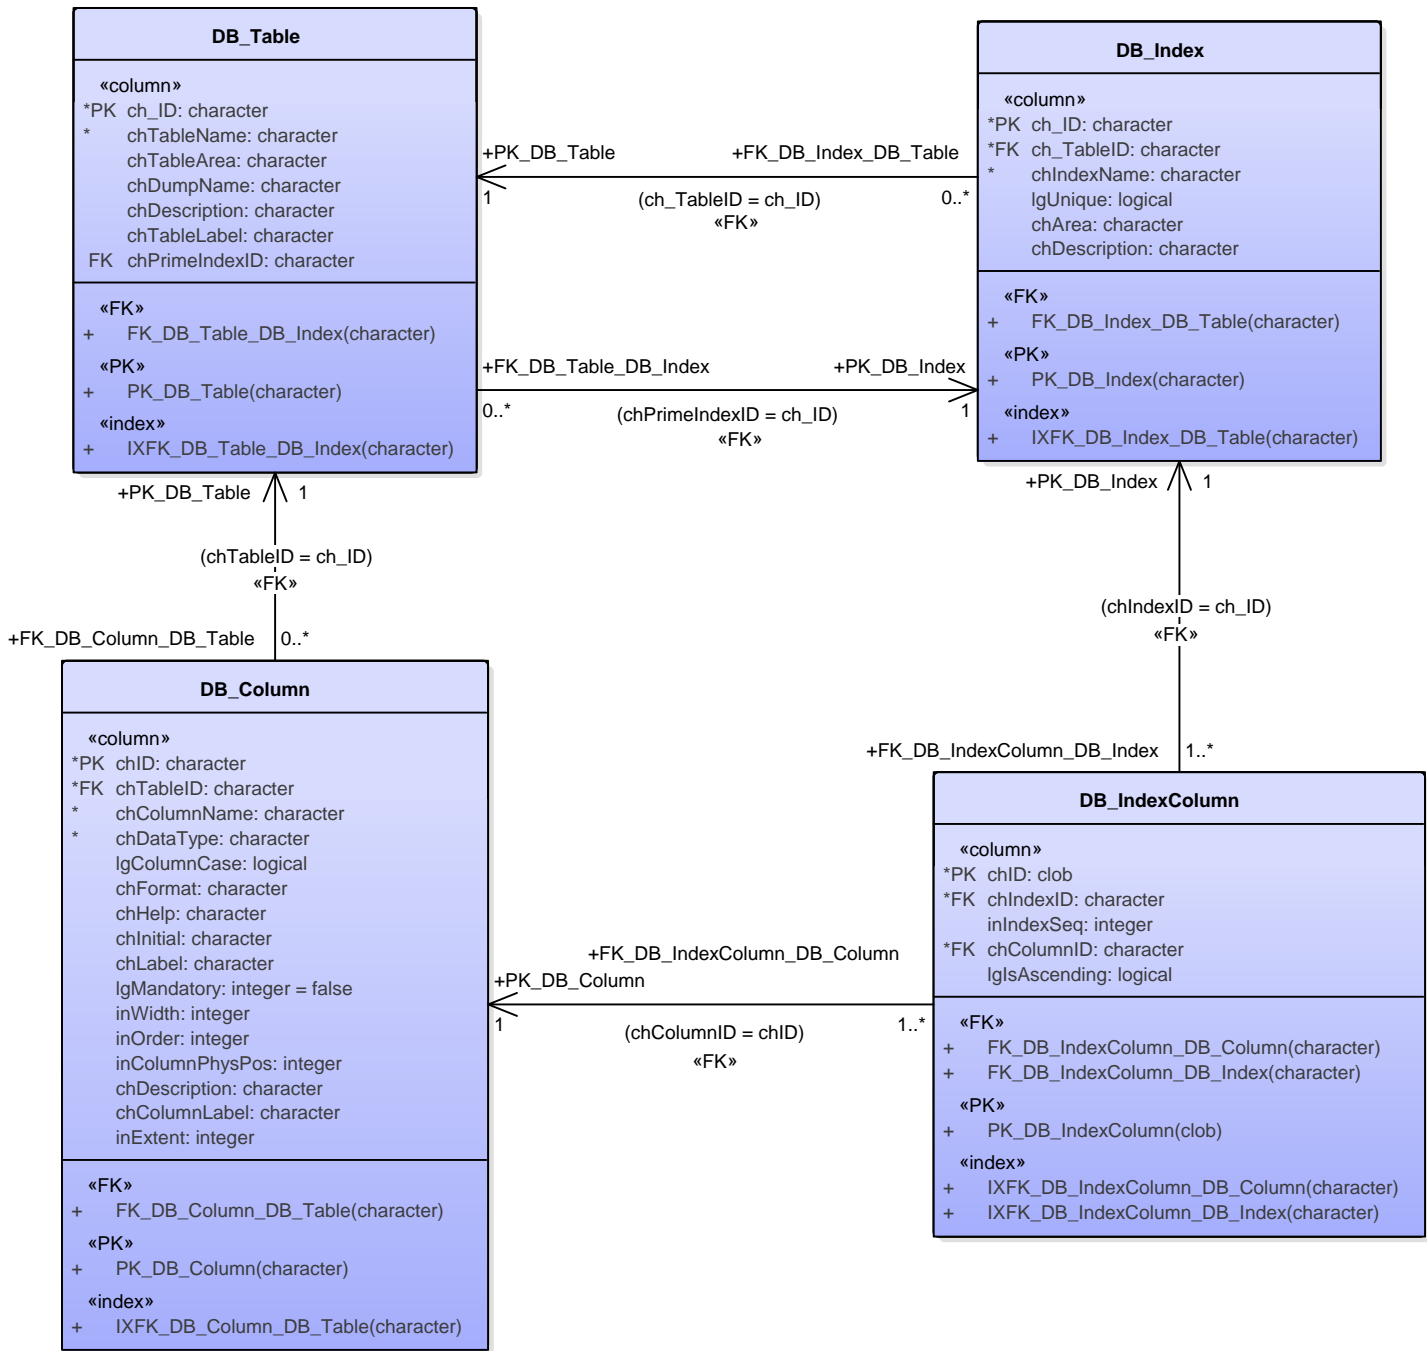 DB_Table
«column»
*PK ch_ID: character
* chTableName: character
chTableArea: character
chDumpName: character
chDescription: character
chTableLabel: character
FK chPrimeIndexID: character
«FK»
+ FK_DB_Table_DB_Index(character)
«PK»
+ PK_DB_Table(character)
«index»
+ IXFK_DB_Table_DB_Index(character)
DB_Index
«column»
*PK ch_ID: character
*FK ch_TableID: character
* chIndexName: character
lgUnique: logical
chArea: character
chDescription: character
«FK»
+ FK_DB_Index_DB_Table(character)
«PK»
+ PK_DB_Index(character)
«index»
+ IXFK_DB_Index_DB_Table(character)
+PK_DB_Table +FK_DB_Index_DB_Table
1 (ch_TableID = ch_ID) 0..*
«FK»
+FK_DB_Table_DB_Index +PK_DB_Index
0..* (chPrimeIndexID = ch_ID) 1
«FK»
+PK_DB_Table 1
(chTableID = ch_ID)
«FK»
+FK_DB_Column_DB_Table 0..*
+PK_DB_Index 1
(chIndexID = ch_ID)
«FK»
+FK_DB_IndexColumn_DB_Index 1..*
DB_Column
«column»
*PK chID: character
*FK chTableID: character
* chColumnName: character
* chDataType: character
lgColumnCase: logical
chFormat: character
chHelp: character
chInitial: character
chLabel: character
lgMandatory: integer = false
inWidth: integer
inOrder: integer
inColumnPhysPos: integer
chDescription: character
chColumnLabel: character
inExtent: integer
«FK»
+ FK_DB_Column_DB_Table(character)
«PK»
+ PK_DB_Column(character)
«index»
+ IXFK_DB_Column_DB_Table(character)
+FK_DB_IndexColumn_DB_Column
+PK_DB_Column
1 (chColumnID = chID) 1..*
«FK»
DB_IndexColumn
«column»
*PK chID: clob
*FK chIndexID: character
inIndexSeq: integer
*FK chColumnID: character
lgIsAscending: logical
«FK»
+ FK_DB_IndexColumn_DB_Column(character)
+ FK_DB_IndexColumn_DB_Index(character)
«PK»
+ PK_DB_IndexColumn(clob)
«index»
+ IXFK_DB_IndexColumn_DB_Column(character)
+ IXFK_DB_IndexColumn_DB_Index(character)